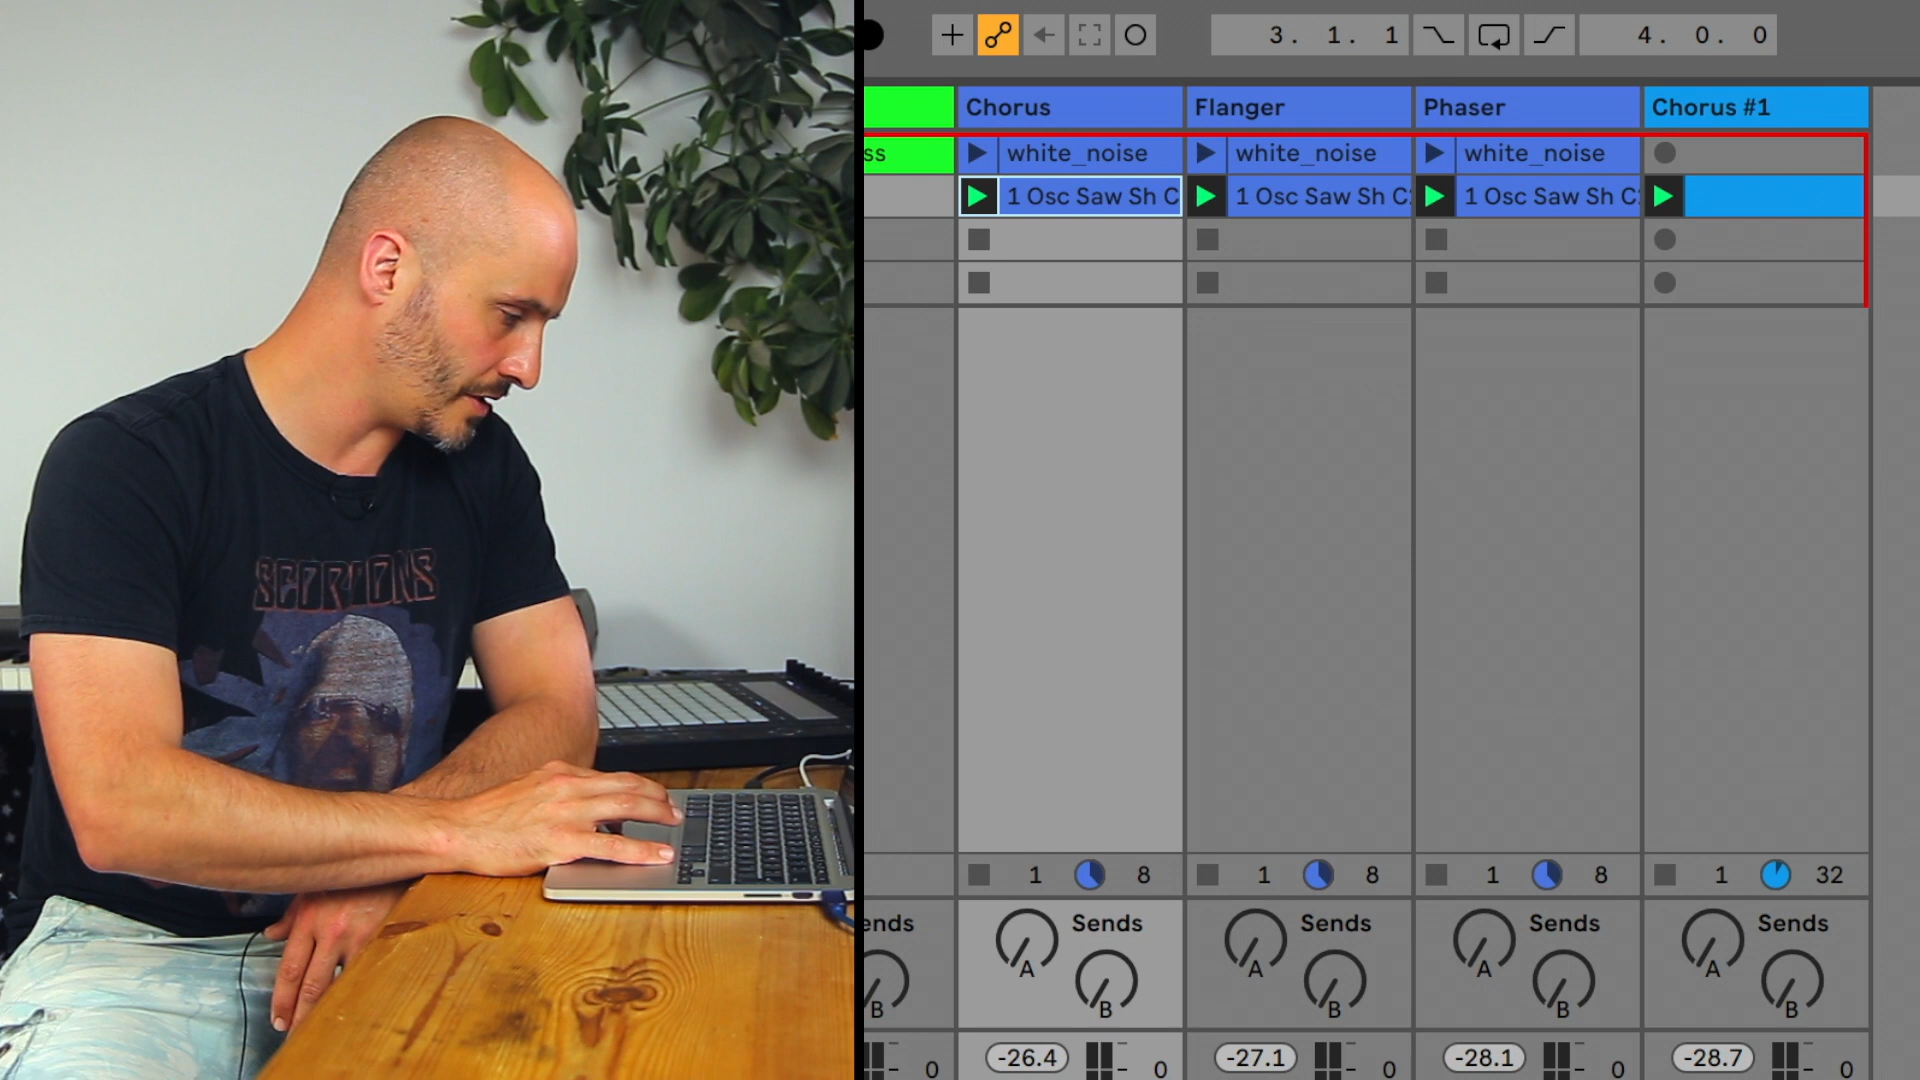 SCORPIONS
3. 1. 1
4. 0. 0
Chorus
Flanger
Phaser
Chorus #1
ss
white_noise
white_noise
white_noise
1 Osc Saw Sh C
1 Osc Saw Sh C
1 Osc Saw Sh C
1 8
1 8
1 8
1 32
ends
Sends
Sends
Sends
Sends
A
A
A
A
B
B
B
B
B
0
-26.4
0
-27.1
0
-28.1
0
-28.7
0